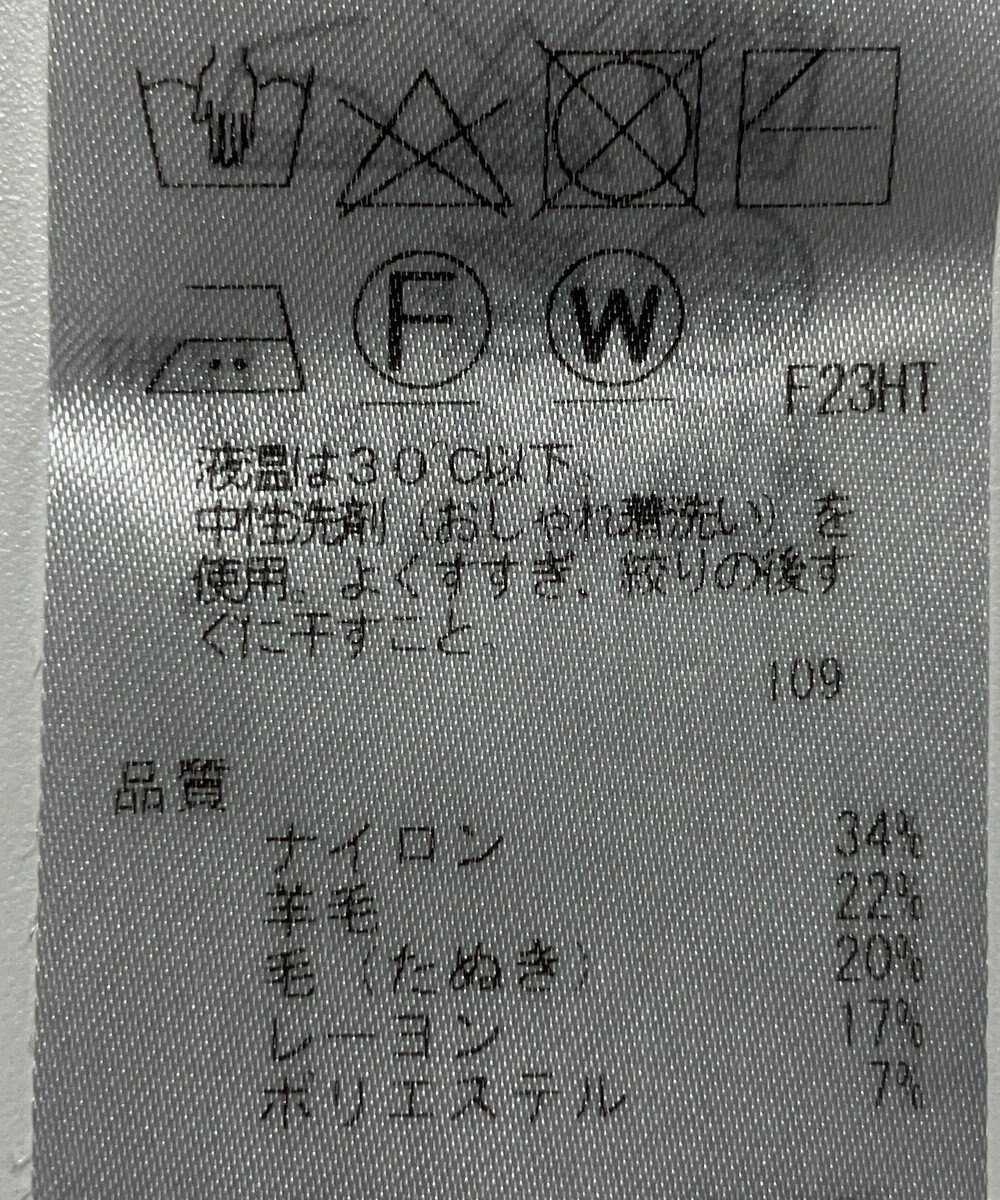 F
W
F23HT
液温は30℃以下。
中性洗剤(おしゃれ着洗い)を
使用。よくすすぎ、絞りの後す
ぐに干すこと。
109
品質
ナイロン 34%
羊毛 22%
毛(たぬき) 20%
レーヨン 17%
ポリエステル 7%